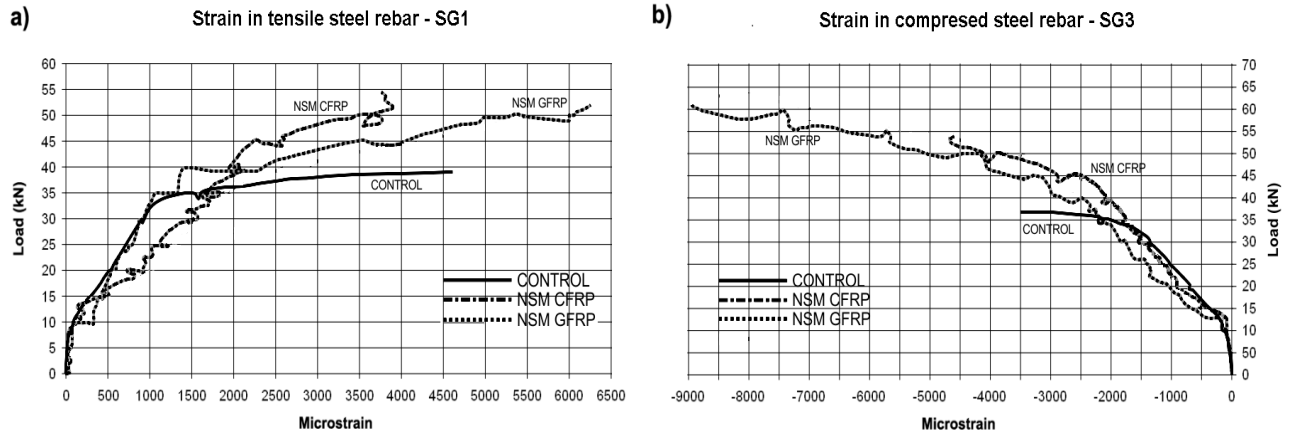 a)
Strain in tensile steel rebar - SG1
60
55
50
45
40
35
30
25
20
15
10
5
0
Load (kN)
NSM CFRP
NSM GFRP
CONTROL
CONTROL
NSM CFRP
NSM GFRP
0 500 1000 1500 2000 2500 3000 3500 4000 4500 5000 5500 6000 6500
Microstrain
b)
Strain in compresed steel rebar - SG3
NSM GFRP
NSM CFRP
CONTROL
CONTROL
NSM CFRP
NSM GFRP
70
65
60
55
50
45
40
35
30
25
20
15
10
50
0
Load (kN)
-9000 -8000 -7000 -6000 -5000 -4000 -3000 -2000 -1000 0
Microstrain